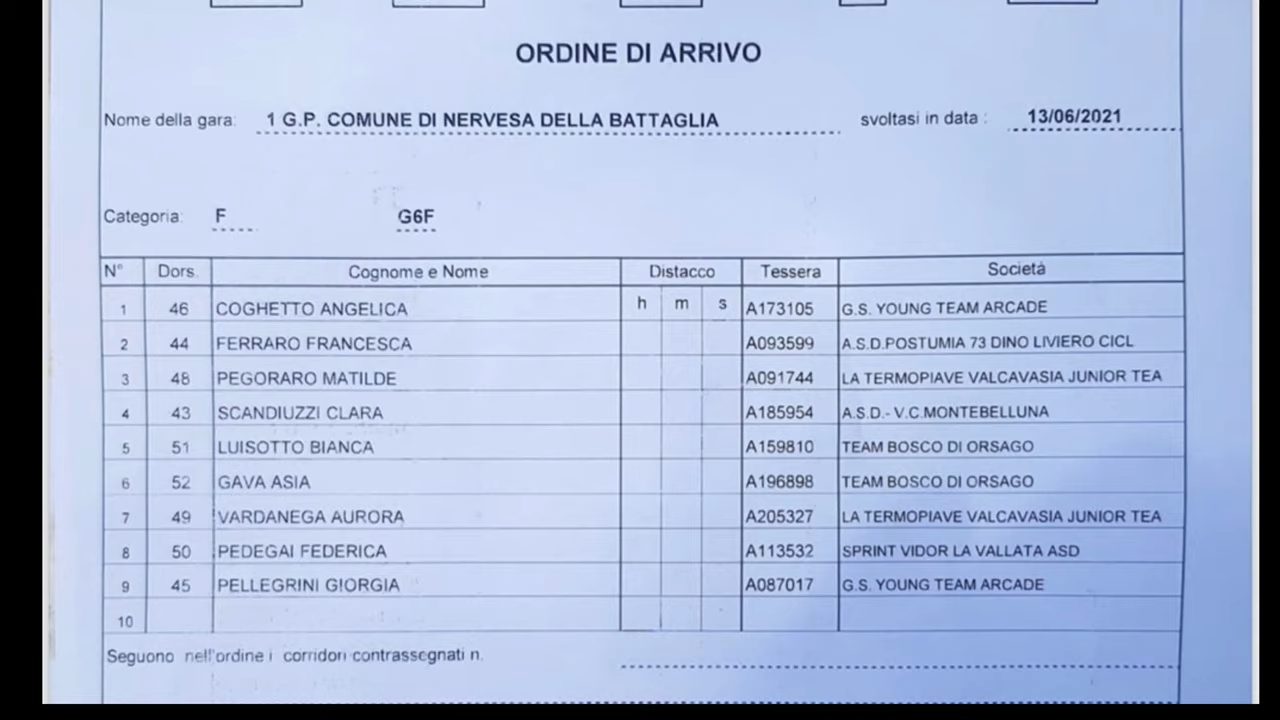 ORDINE DI ARRIVO
Nome della gara: 1 G.P. COMUNE DI NERVESA DELLA BATTAGLIA svoltasi in data : 13/06/2021
Categoria: F G6F
N° Dors. Cognome e Nome Distacco Tessera Società
1 46 COGHETTO ANGELICA h m s A173105 G.S. YOUNG TEAM ARCADE
2 44 FERRARO FRANCESCA A093599 A.S.D.POSTUMIA 73 DINO LIVIERO CICL
3 48 PEGORARO MATILDE A091744 LA TERMOPIAVE VALCAVASIA JUNIOR TEA
4 43 SCANDIUZZI CLARA A185954 A.S.D.- V.C.MONTEBELLUNA
5 51 LUISOTTO BIANCA A159810 TEAM BOSCO DI ORSAGO
6 52 GAVA ASIA A196898 TEAM BOSCO DI ORSAGO
7 49 VARDANEGA AURORA A205327 LA TERMOPIAVE VALCAVASIA JUNIOR TEA
8 50 PEDEGAI FEDERICA A113532 SPRINT VIDOR LA VALLATA ASD
9 45 PELLEGRINI GIORGIA A087017 G.S. YOUNG TEAM ARCADE
10
Seguono nell'ordine i corridori contrassegnati n.